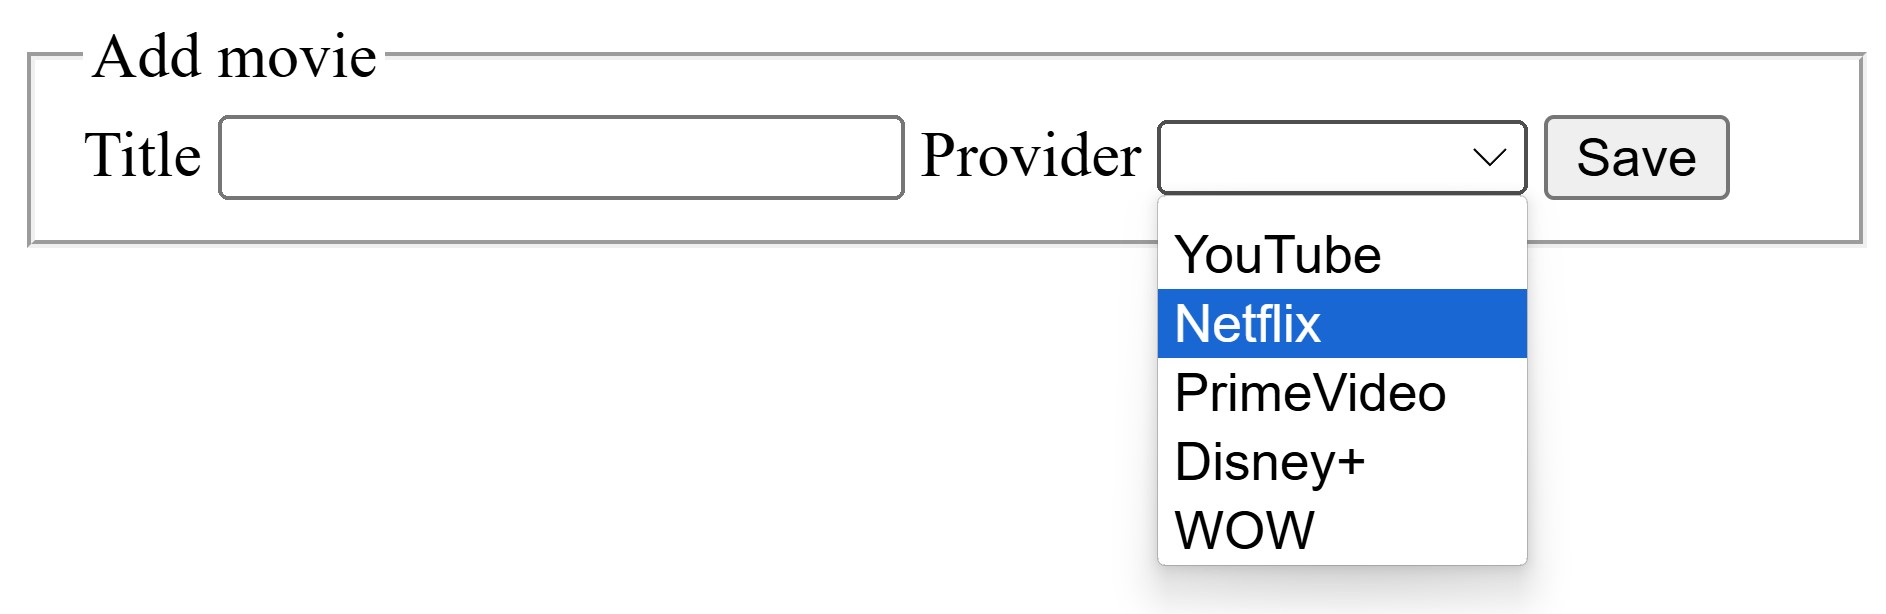 Add movie
Title Provider Save
YouTube
Netflix
PrimeVideo
Disney+
WOW